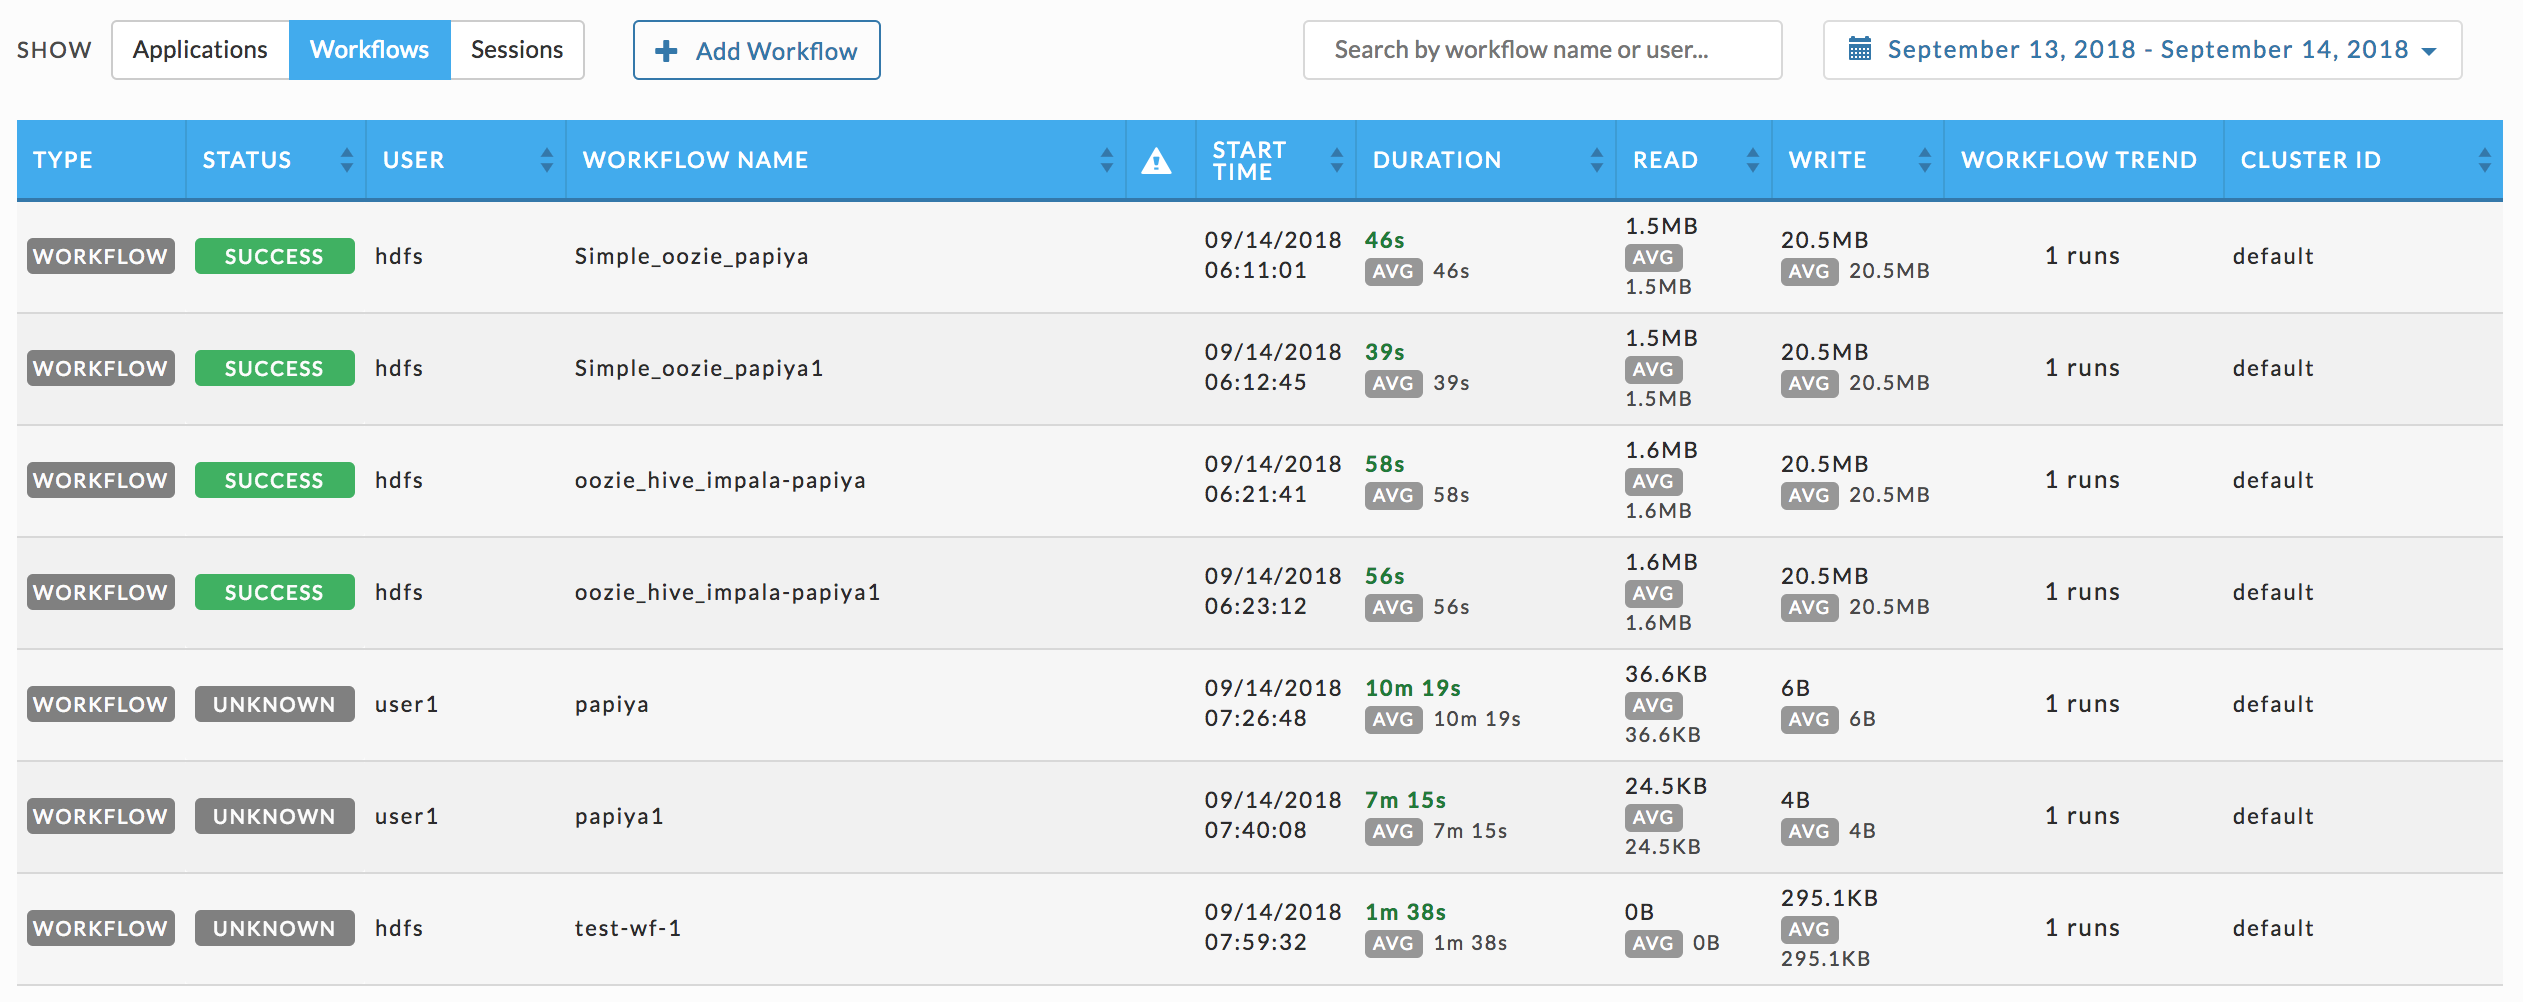 SHOW Applications Workflows Sessions Add Workflow Search by workflow name or user... September 13, 2018 - September 14, 2018
TYPE STATUS USER WORKFLOW NAME START TIME DURATION READ WRITE WORKFLOW TREND CLUSTER ID
WORKFLOW SUCCESS hdfs Simple_oozie_papiya 09/14/2018 06:11:01 46s AVG 46s 1.5MB AVG 1.5MB 20.5MB AVG 20.5MB 1 runs default
WORKFLOW SUCCESS hdfs Simple_oozie_papiya1 09/14/2018 06:12:45 39s AVG 39s 1.5MB AVG 1.5MB 20.5MB AVG 20.5MB 1 runs default
WORKFLOW SUCCESS hdfs oozie_hive_impala-papiya 09/14/2018 06:21:41 58s AVG 58s 1.6MB AVG 1.6MB 20.5MB AVG 20.5MB 1 runs default
WORKFLOW SUCCESS hdfs oozie_hive_impala-papiya1 09/14/2018 06:23:12 56s AVG 56s 1.6MB AVG 1.6MB 20.5MB AVG 20.5MB 1 runs default
WORKFLOW UNKNOWN user1 papiya 09/14/2018 07:26:48 10m 19s AVG 10m 19s 36.6KB AVG 36.6KB 6B AVG 6B 1 runs default
WORKFLOW UNKNOWN user1 papiya1 09/14/2018 07:40:08 7m 15s AVG 7m 15s 24.5KB AVG 24.5KB 4B AVG 4B 1 runs default
WORKFLOW UNKNOWN hdfs test-wf-1 09/14/2018 07:59:32 1m 38s AVG 1m 38s 0B AVG 0B 295.1KB AVG 295.1KB 1 runs default